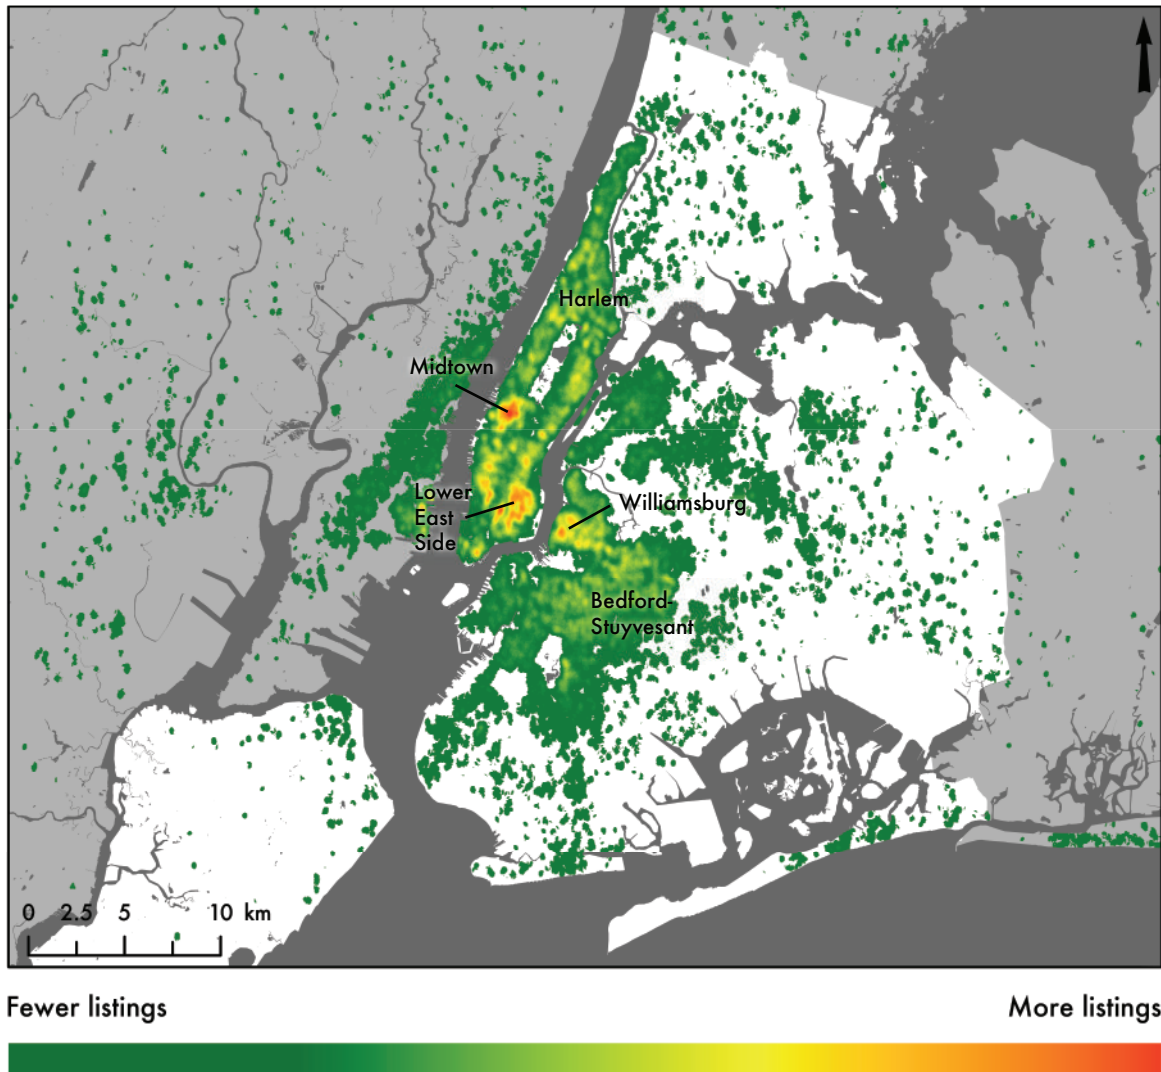 Harlem
Midtown
Lower
East
Side
Williamsburg
Bedford-
Stuyvesant
0 2.5 5 10 km
Fewer listings
More listings